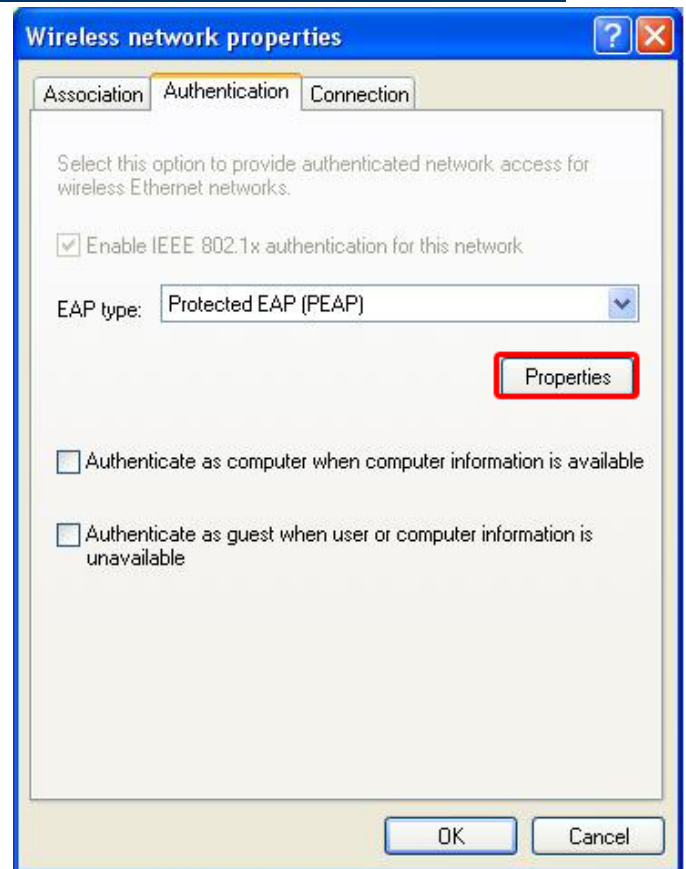 Wireless network properties
Association Authentication Connection
Select this option to provide authenticated network access for
wireless Ethernet networks.
Enable IEEE 802.1x authentication for this network
EAP type: Protected EAP (PEAP)
Properties
Authenticate as computer when computer information is available
Authenticate as guest when user or computer information is
unavailable
OK Cancel